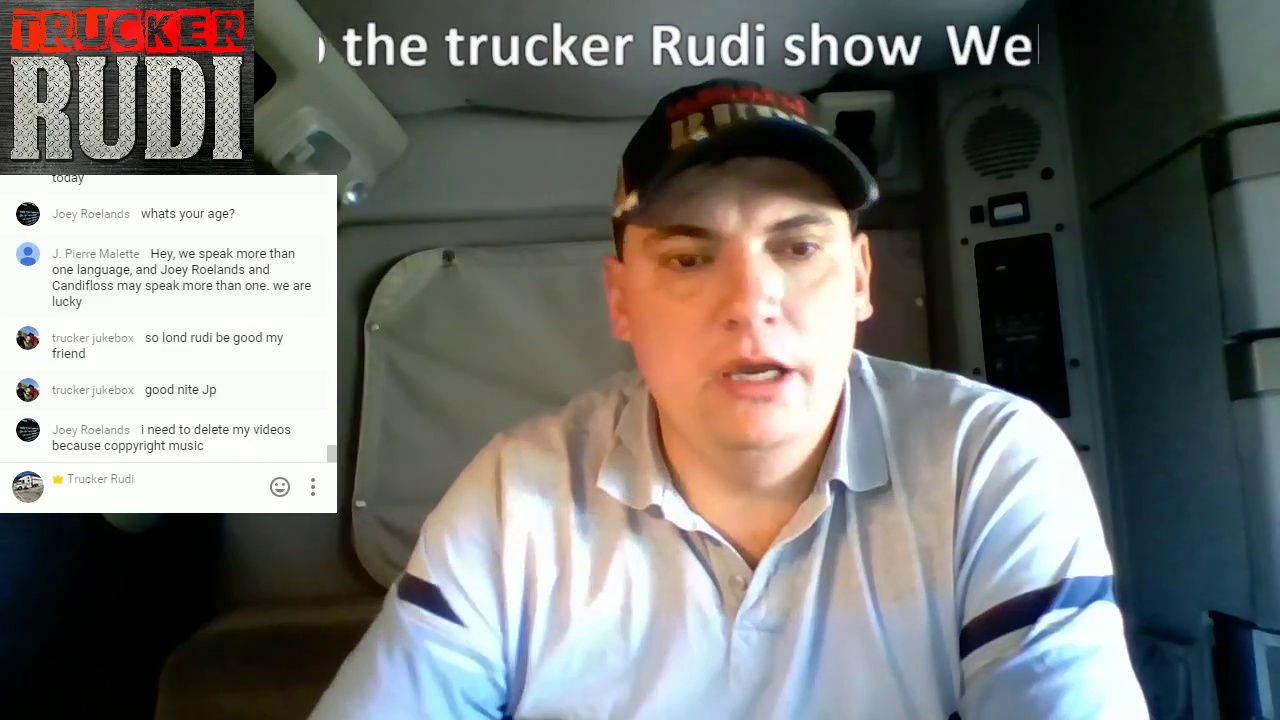 TRUCKER
RUDI
the trucker Rudi show We
today
Joey Roelands whats your age?
J. Pierre Malette Hey, we speak more than
one language, and Joey Roelands and
Candifloss may speak more than one. we are
lucky
trucker jukebox so lond rudi be good my
friend
trucker jukebox good nite Jp
Joey Roelands i need to delete my videos
because coppyright music
Trucker Rudi